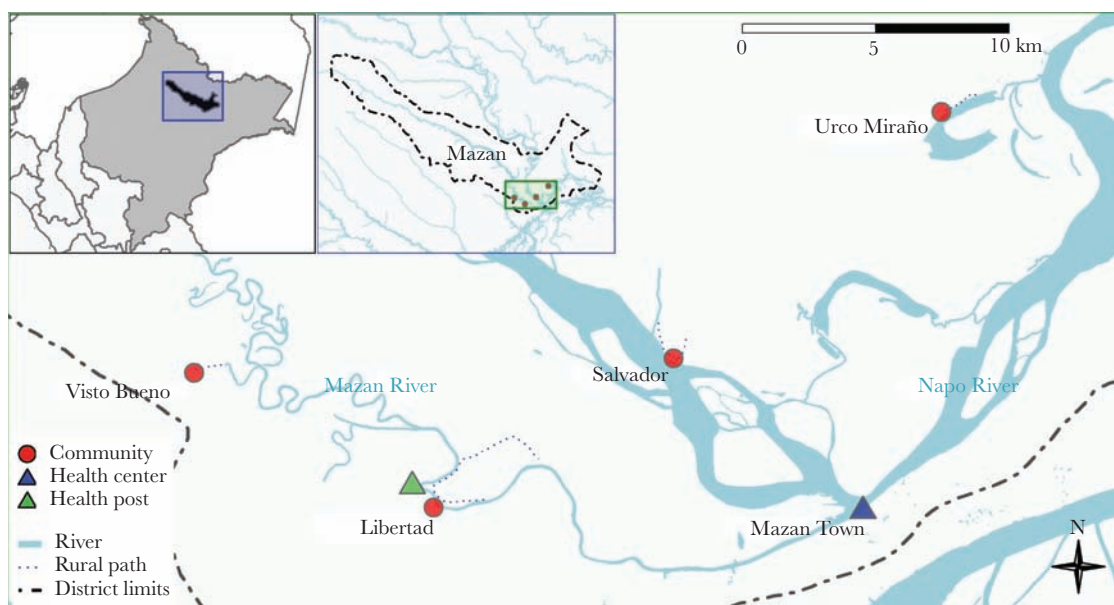 0 5 10 km
Urco Miraño
Mazan
Salvador
Visto Bueno
Mazan River
Napo River
Community
Health center
Health post
Libertad
Mazan Town
N
River
Rural path
District limits